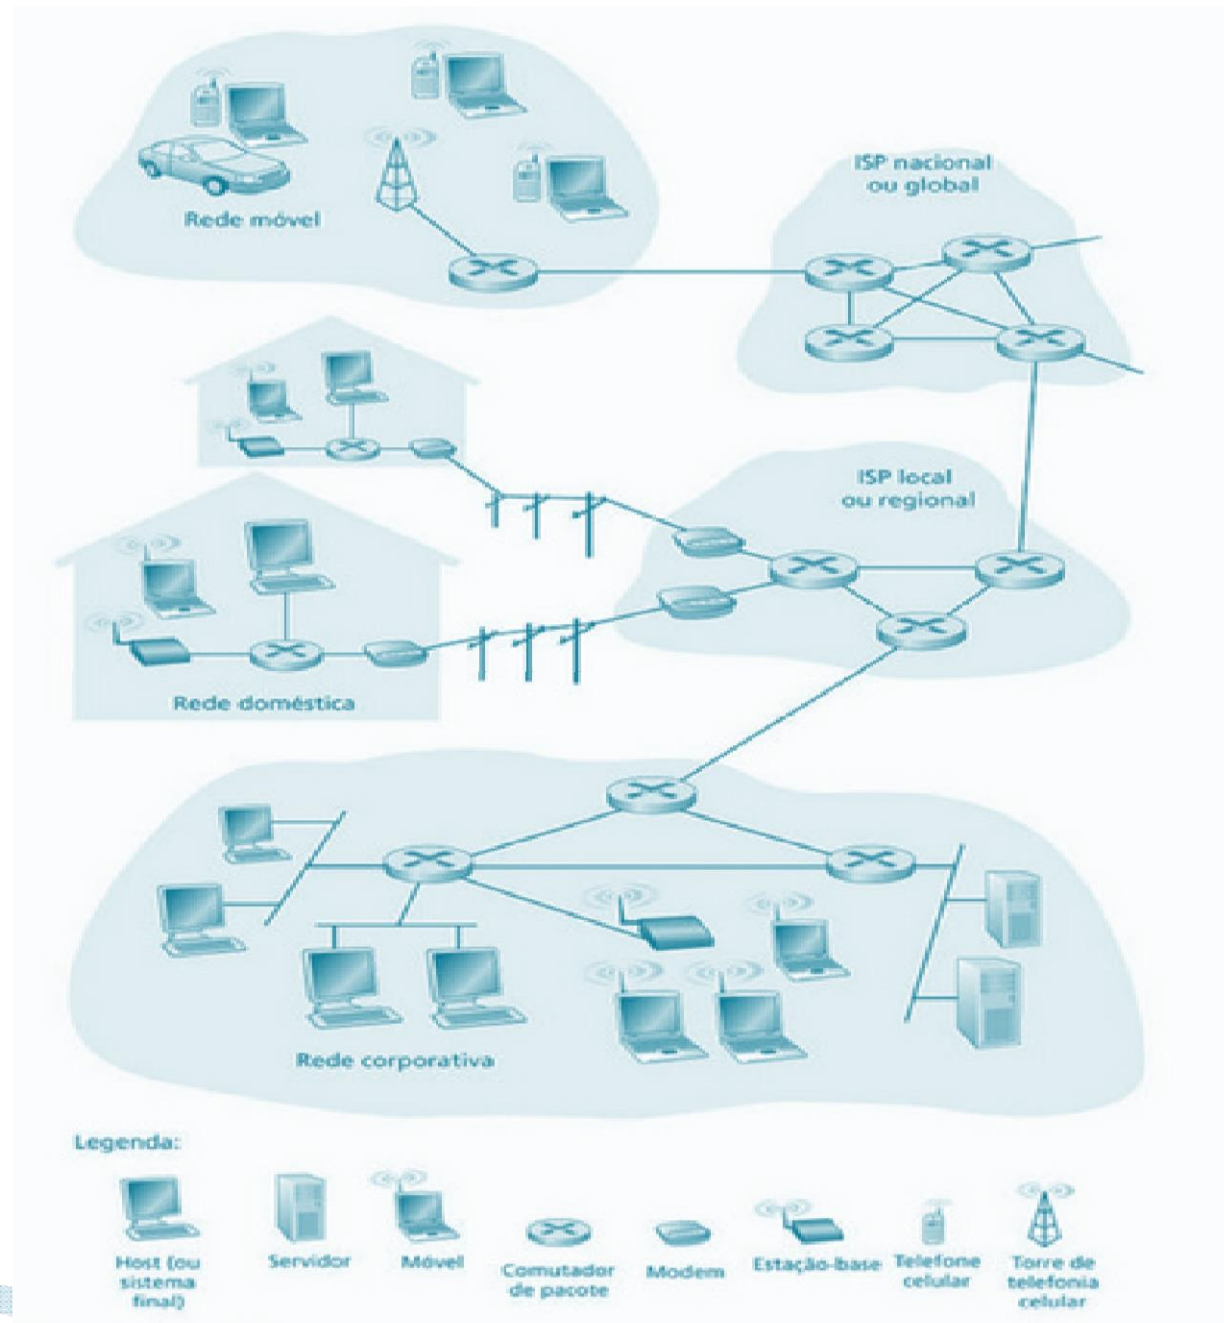 ISP nacional
ou global
Rede móvel
ISP local
ou regional
Rede doméstica
Rede corporativa
Legenda:
Host (ou
sistema
final)
Servidor
Móvel
Comutador
de pacote
Modem
Estação-base
Telefone
celular
Torre de
telefonia
celular